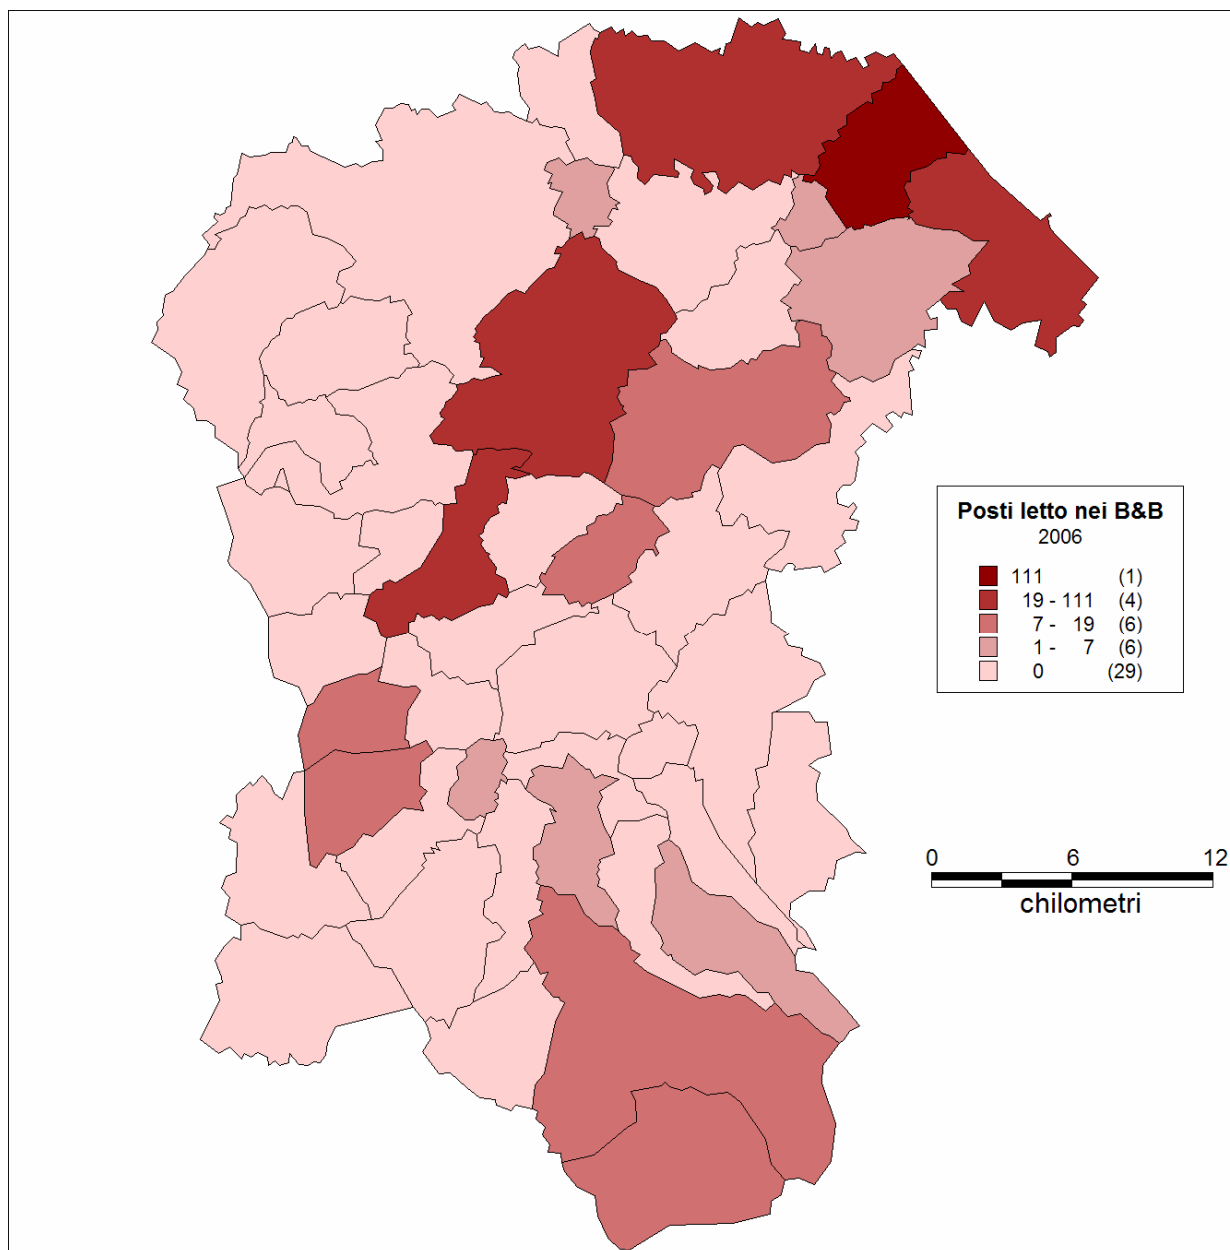 Posti letto nei B&B
2006
111 (1)
19 - 111 (4)
7 - 19 (6)
1 - 7 (6)
0 (29)
0 6 12
chilometri